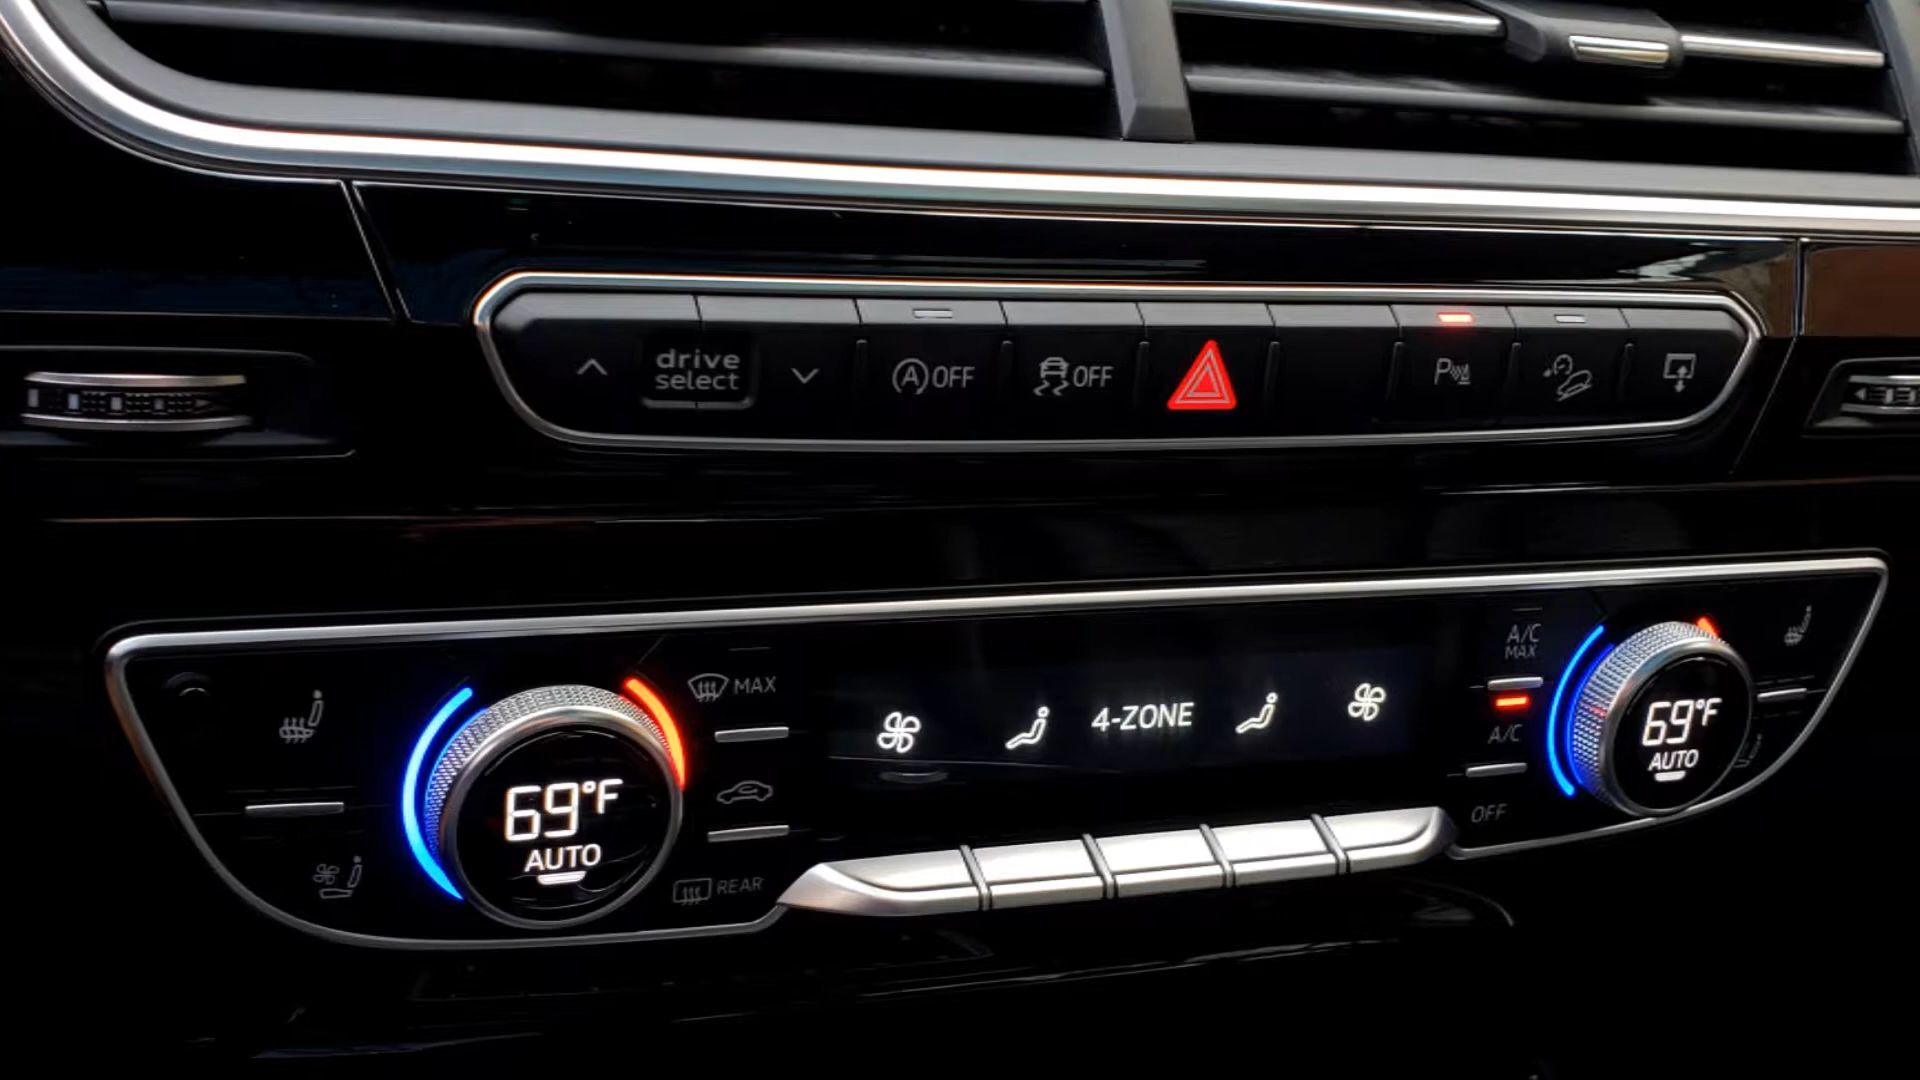 drive
select
A OFF
OFF
P
MAX
69°F
AUTO
REAR
4-ZONE
A/C
MAX
A/C
OFF
69°F
AUTO